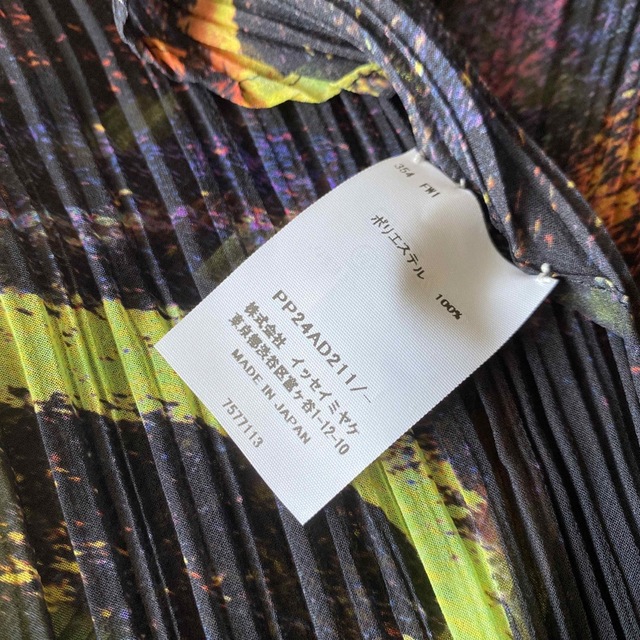 354 FW1
ポリエステル 100%
PP24AD211/-
株式会社 イッセイ ミヤケ
東京都渋谷区富ヶ谷1-12-10
MADE IN JAPAN
7577113